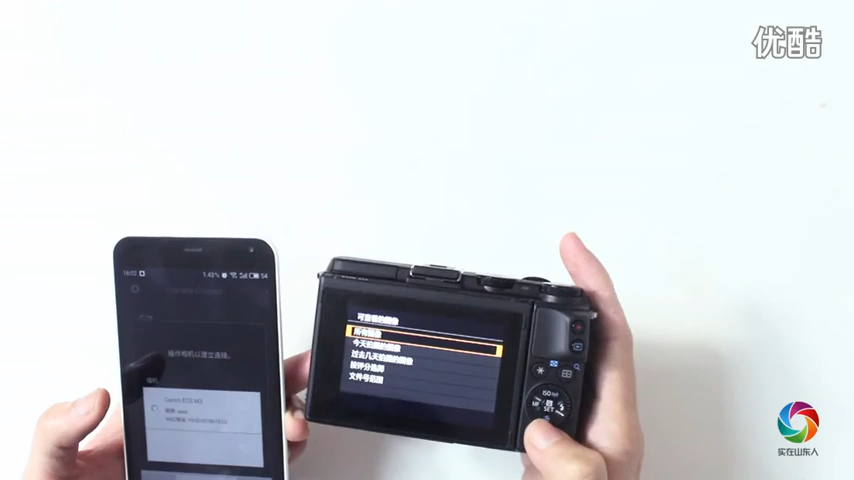 优酷
16:02
54
Camera Connect
操作相机以建立连接。
相机
Canon EOS M3
可查看的图像
所有图像
今天拍摄的图像
过去几天拍摄的图像
按评分选择
文件号范围
ISO
MF
SET
实在山东人